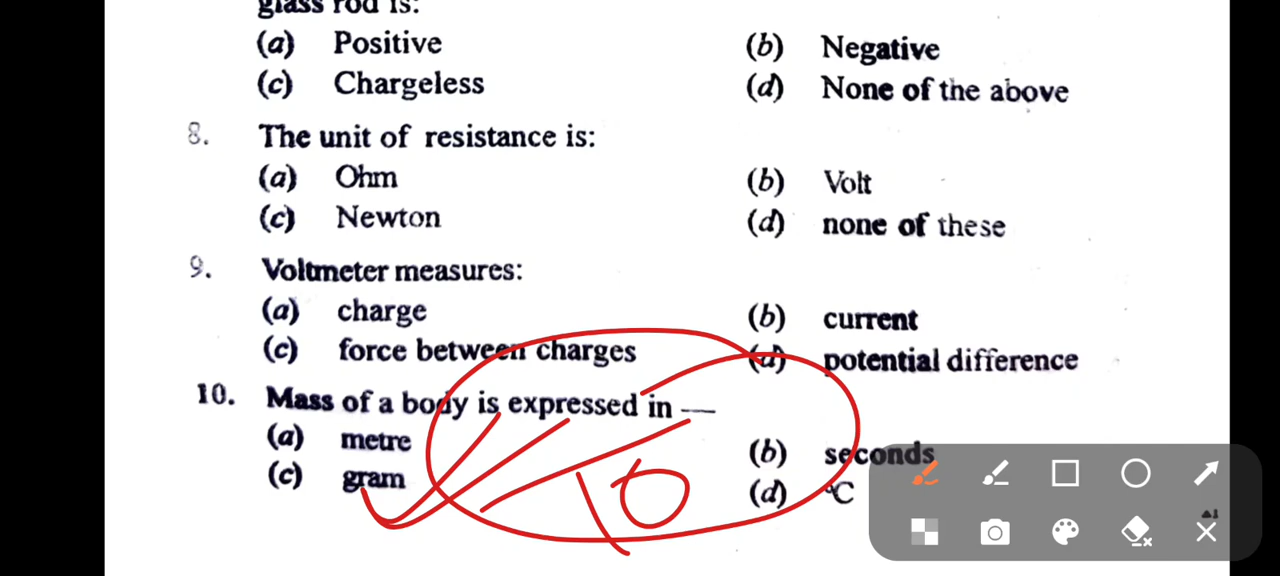 glass rod is:
(a) Positive (b) Negative
(c) Chargeless (d) None of the above
8. The unit of resistance is:
(a) Ohm (b) Volt
(c) Newton (d) none of these
9. Voltmeter measures:
(a) charge (b) current
(c) force between charges (d) potential difference
10. Mass of a body is expressed in —
(a) metre (b) seconds
(c) gram (d) °C
10